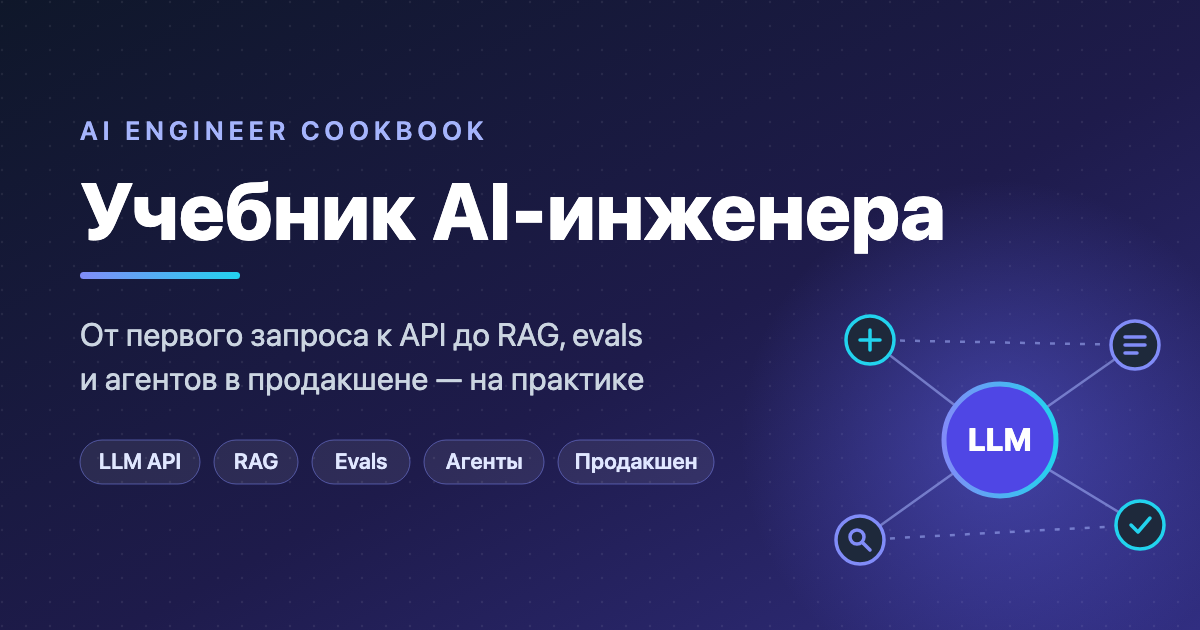 AI ENGINEER COOKBOOK
Учебник AI-инженера
От первого запроса к API до RAG, evals
и агентов в продакшене — на практике
LLM API
RAG
Evals
Агенты
Продакшен
LLM